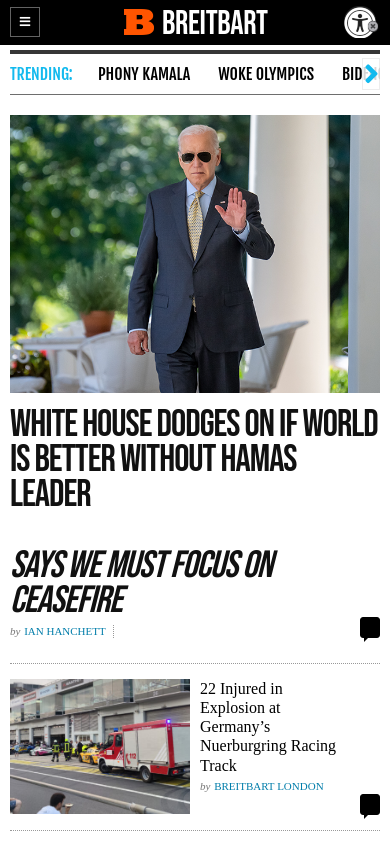 BREITBART
TRENDING: PHONY KAMALA WOKE OLYMPICS
WHITE HOUSE DODGES ON IF WORLD
IS BETTER WITHOUT HAMAS
LEADER
SAYS WE MUST FOCUS ON
CEASEFIRE
by IAN HANCHETT
22 Injured in
Explosion at
Germany’s
Nuerburgring Racing
Track
by BREITBART LONDON